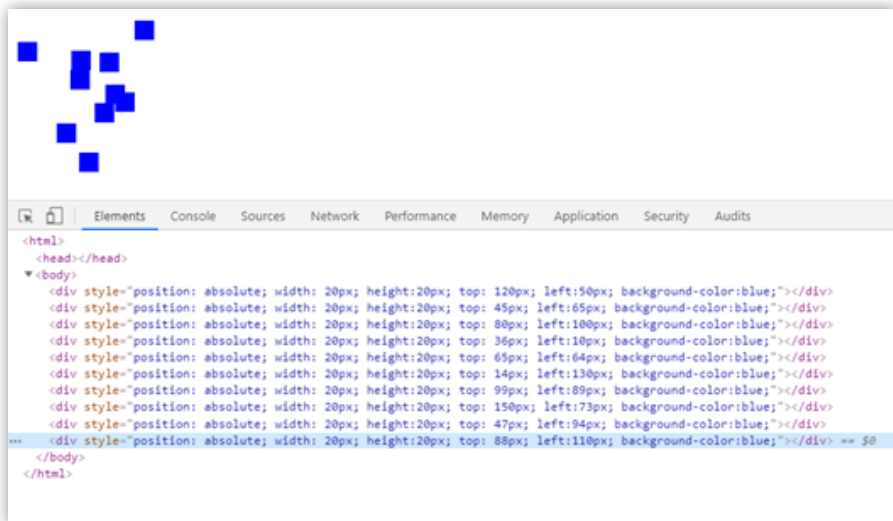 Elements Console Sources Network Performance Memory Application Security Audits
<html>
<head></head>
▼<body>
<div style="position: absolute; width: 20px; height:20px; top: 120px; left:50px; background-color:blue;"></div>
<div style="position: absolute; width: 20px; height:20px; top: 45px; left:65px; background-color:blue;"></div>
<div style="position: absolute; width: 20px; height:20px; top: 80px; left:100px; background-color:blue;"></div>
<div style="position: absolute; width: 20px; height:20px; top: 36px; left:10px; background-color:blue;"></div>
<div style="position: absolute; width: 20px; height:20px; top: 65px; left:64px; background-color:blue;"></div>
<div style="position: absolute; width: 20px; height:20px; top: 14px; left:130px; background-color:blue;"></div>
<div style="position: absolute; width: 20px; height:20px; top: 99px; left:89px; background-color:blue;"></div>
<div style="position: absolute; width: 20px; height:20px; top: 150px; left:73px; background-color:blue;"></div>
<div style="position: absolute; width: 20px; height:20px; top: 47px; left:94px; background-color:blue;"></div>
... <div style="position: absolute; width: 20px; height:20px; top: 88px; left:110px; background-color:blue;"></div> == $0
</body>
</html>